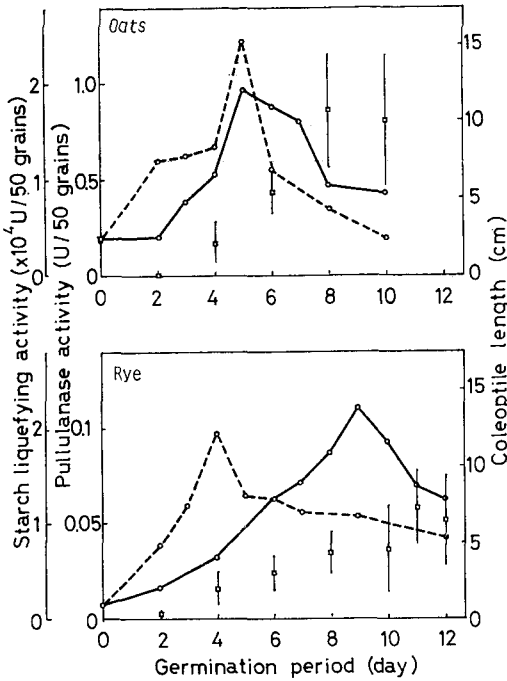 Oats
Starch liquefying activity (x10⁴U/50 grains)
Pullulanase activity (U/50 grains)
Coleoptile length (cm)
2
1
0
1.0
0.5
0
15
10
5
0
0 2 4 6 8 10 12
Rye
2
1
0
0.1
0.05
0
15
10
5
0
0 2 4 6 8 10 12
Germination period (day)